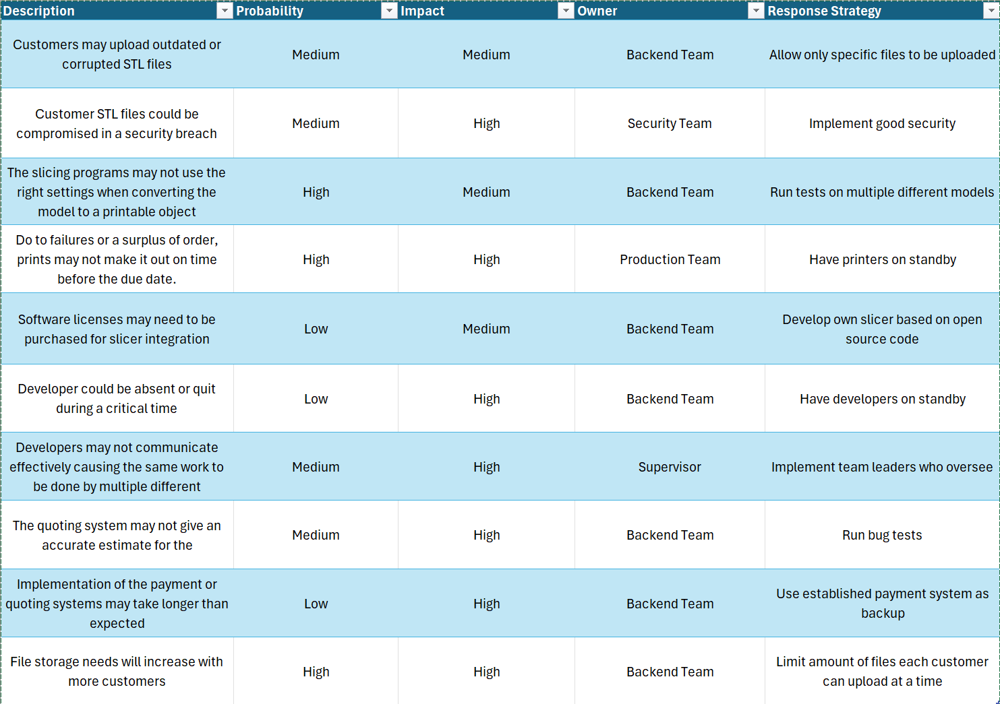 Description Probability Impact Owner Response Strategy
Customers may upload outdated or
corrupted STL files
Medium
Medium
Backend Team
Allow only specific files to be uploaded
Customer STL files could be
compromised in a security breach
Medium
High
Security Team
Implement good security
The slicing programs may not use the
right settings when converting the
model to a printable object
High
Medium
Backend Team
Run tests on multiple different models
Do to failures or a surplus of order,
prints may not make it out on time
before the due date.
High
High
Production Team
Have printers on standby
Software licenses may need to be
purchased for slicer integration
Low
Medium
Backend Team
Develop own slicer based on open
source code
Developer could be absent or quit
during a critical time
Low
High
Backend Team
Have developers on standby
Developers may not communicate
effectively causing the same work to
be done by multiple different
Medium
High
Supervisor
Implement team leaders who oversee
The quoting system may not give an
accurate estimate for the
Medium
High
Backend Team
Run bug tests
Implementation of the payment or
quoting systems may take longer than
expected
Low
High
Backend Team
Use established payment system as
backup
File storage needs will increase with
more customers
High
High
Backend Team
Limit amount of files each customer
can upload at a time